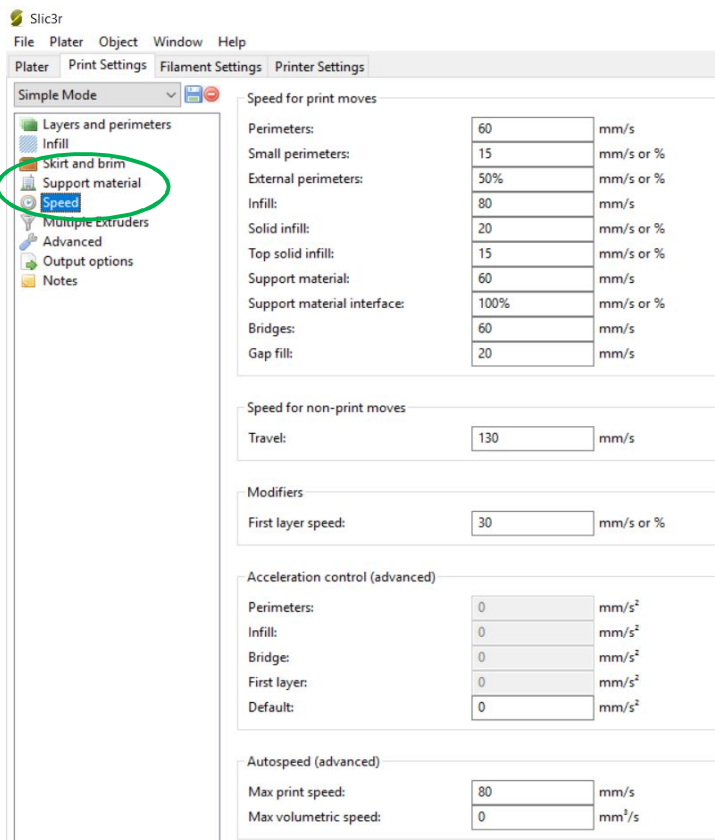 Slic3r
File Plater Object Window Help
Plater Print Settings Filament Settings Printer Settings
Simple Mode
Layers and perimeters
Infill
Skirt and brim
Support material
Speed
Multiple Extruders
Advanced
Output options
Notes
Speed for print moves
Perimeters: 60 mm/s
Small perimeters: 15 mm/s or %
External perimeters: 50% mm/s or %
Infill: 80 mm/s
Solid infill: 20 mm/s or %
Top solid infill: 15 mm/s or %
Support material: 60 mm/s
Support material interface: 100% mm/s or %
Bridges: 60 mm/s
Gap fill: 20 mm/s
Speed for non-print moves
Travel: 130 mm/s
Modifiers
First layer speed: 30 mm/s or %
Acceleration control (advanced)
Perimeters: 0 mm/s²
Infill: 0 mm/s²
Bridge: 0 mm/s²
First layer: 0 mm/s²
Default: 0 mm/s²
Autospeed (advanced)
Max print speed: 80 mm/s
Max volumetric speed: 0 mm³/s